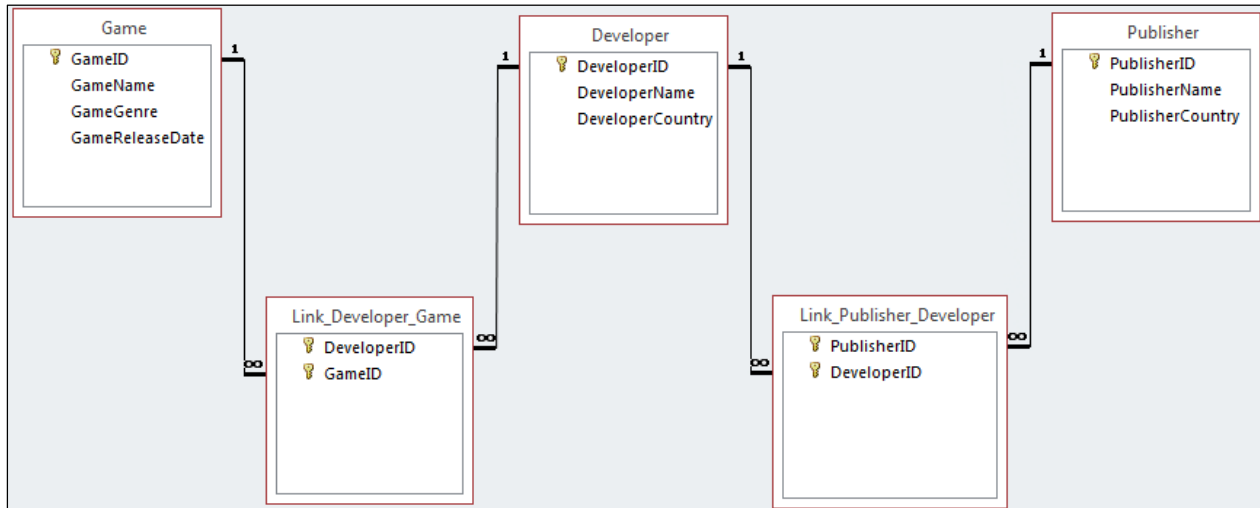 Game
GameID
GameName
GameGenre
GameReleaseDate
1
Developer
DeveloperID
DeveloperName
DeveloperCountry
1
1
Publisher
PublisherID
PublisherName
PublisherCountry
1
Link_Developer_Game
DeveloperID
GameID
∞
∞
Link_Publisher_Developer
PublisherID
DeveloperID
∞
∞